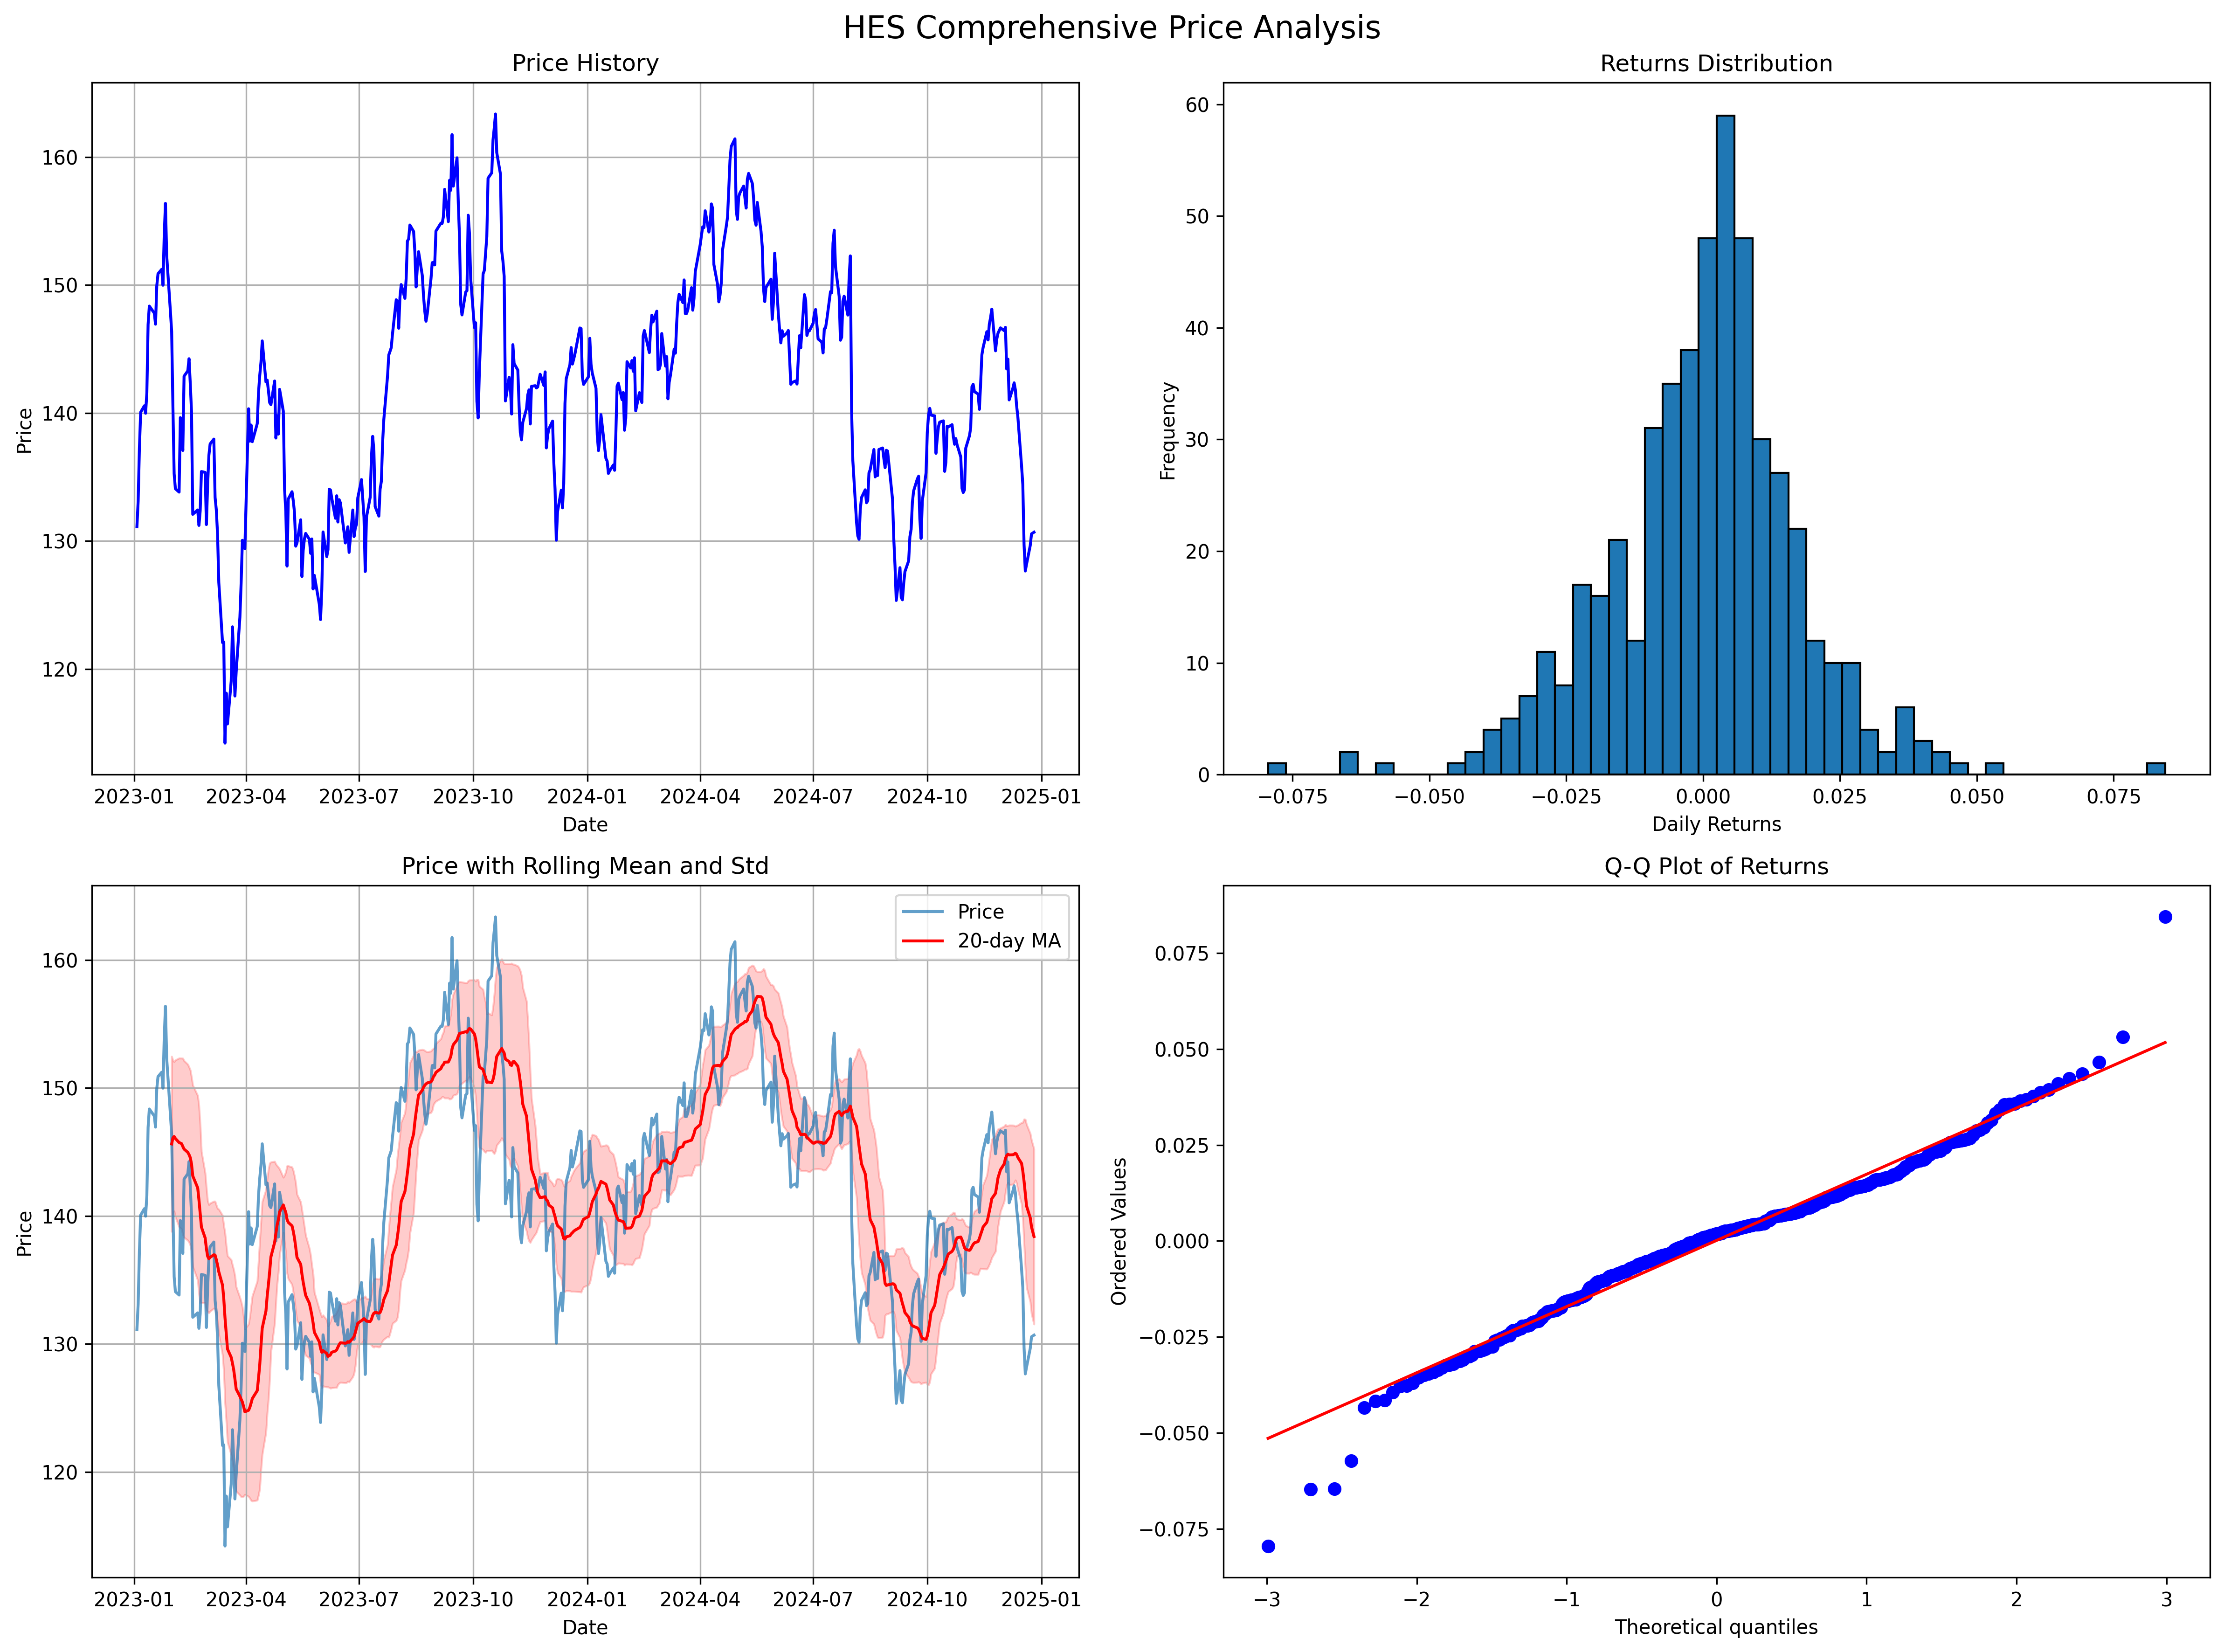 HES Comprehensive Price Analysis
Price History
Price
160
150
140
130
120
2023-01 2023-04 2023-07 2023-10 2024-01 2024-04 2024-07 2024-10 2025-01
Date
Returns Distribution
Frequency
60
50
40
30
20
10
0
−0.075 −0.050 −0.025 0.000 0.025 0.050 0.075
Daily Returns
Price with Rolling Mean and Std
Price
20-day MA
Price
160
150
140
130
120
2023-01 2023-04 2023-07 2023-10 2024-01 2024-04 2024-07 2024-10 2025-01
Date
Q-Q Plot of Returns
Ordered Values
0.075
0.050
0.025
0.000
−0.025
−0.050
−0.075
−3 −2 −1 0 1 2 3
Theoretical quantiles